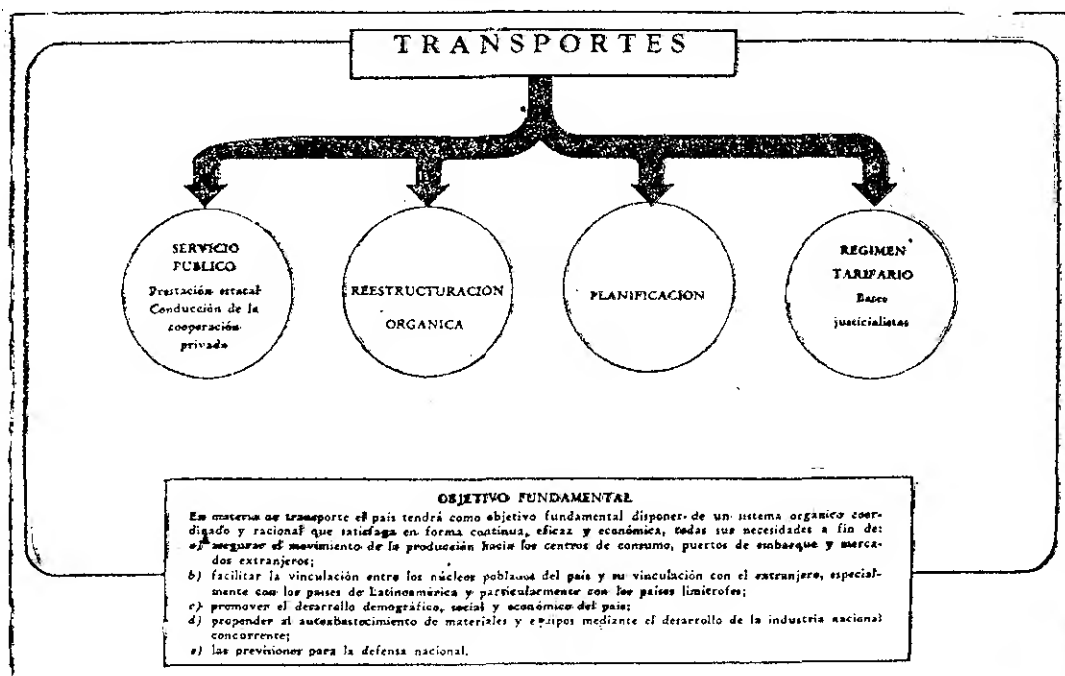 TRANSPORTES
SERVICIO
PUBLICO
Prestación estatal
Conducción de la
cooperación
privada
REESTRUCTURACION
ORGANICA
PLANIFICACION
REGIMEN
TARIFARIO
Bases
justicialistas
OBJETIVO FUNDAMENTAL
En materia de transporte el país tendrá como objetivo fundamental disponer de un sistema orgánico coor-
dinado y racional que satisfaga en forma continua, eficaz y económica, todas sus necesidades a fin de:
a) asegurar el movimiento de la producción hacia los centros de consumo, puertos de embarque y merca-
dos extranjeros;
b) facilitar la vinculación entre los núcleos poblados del país y su vinculación con el extranjero, especial-
mente con los países de Latinoamérica y particularmente con los países limítrofes;
c) promover el desarrollo demográfico, social y económico del país;
d) propender al autoabastecimiento de materiales y equipos mediante el desarrollo de la industria nacional
concurrente;
e) las previsiones para la defensa nacional.